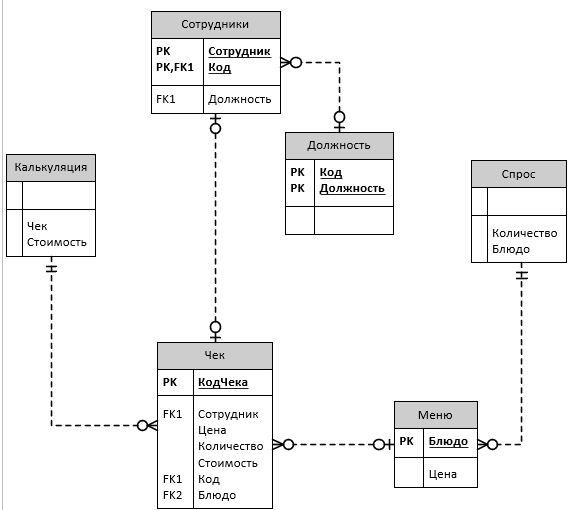 Сотрудники
PK Сотрудник
PK,FK1 Код
FK1 Должность
Должность
PK Код
PK Должность
Калькуляция
Чек
Стоимость
Спрос
Количество
Блюдо
Чек
PK КодЧека
FK1 Сотрудник
Цена
Количество
Стоимость
FK1 Код
FK2 Блюдо
Меню
PK Блюдо
Цена